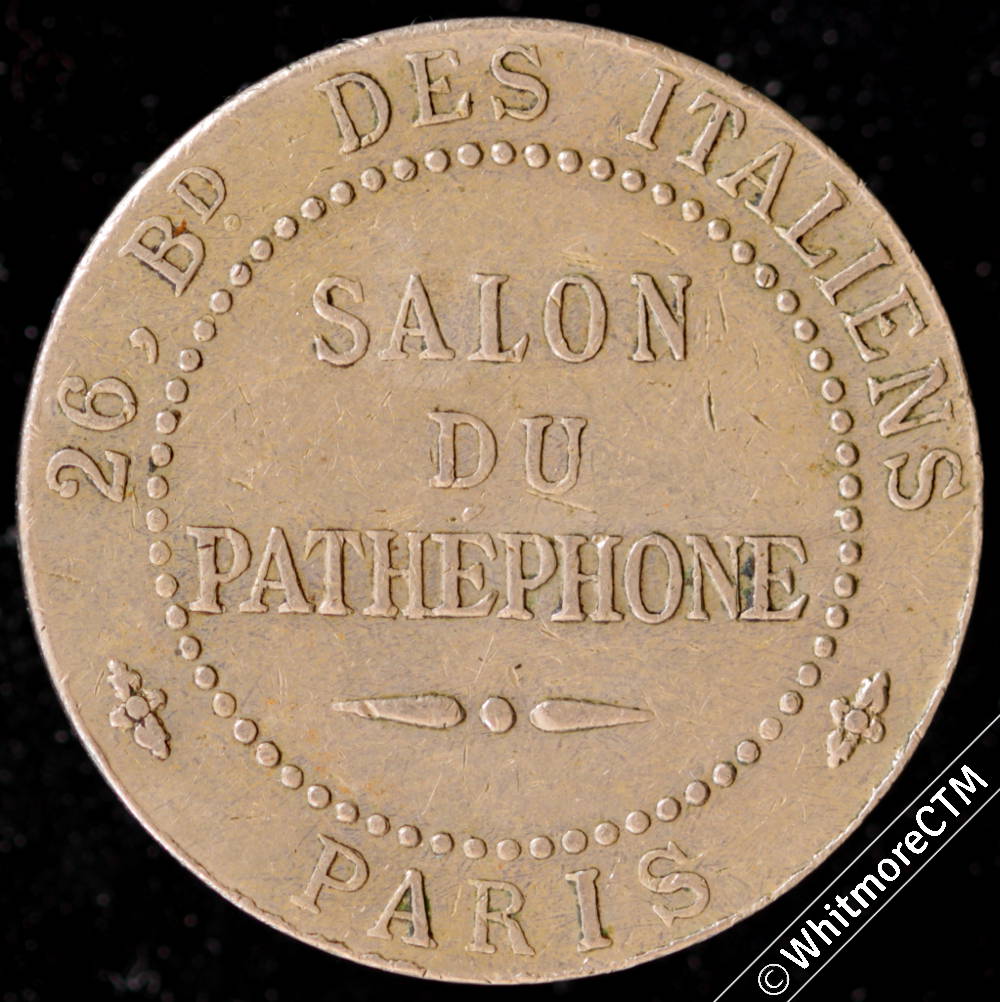 26, BD. DES ITALIENS
SALON
DU
PATHÉPHONE
PARIS
©WhitmoreCTM